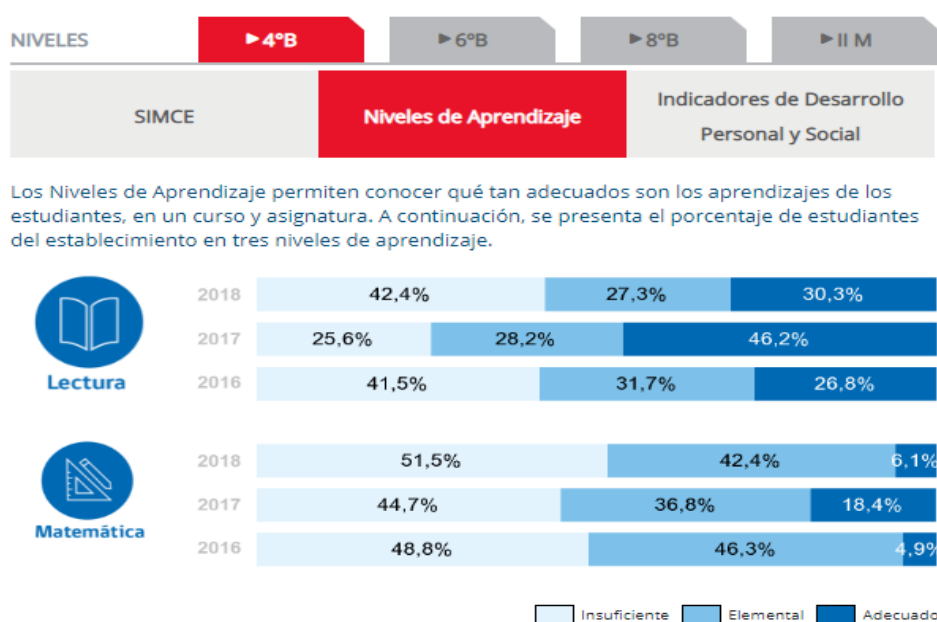 NIVELES ►4°B ►6°B ►8°B ►II M
SIMCE Niveles de Aprendizaje Indicadores de Desarrollo
Personal y Social
Los Niveles de Aprendizaje permiten conocer qué tan adecuados son los aprendizajes de los
estudiantes, en un curso y asignatura. A continuación, se presenta el porcentaje de estudiantes
del establecimiento en tres niveles de aprendizaje.
Lectura
2018 42,4% 27,3% 30,3%
2017 25,6% 28,2% 46,2%
2016 41,5% 31,7% 26,8%
Matemática
2018 51,5% 42,4% 6,1%
2017 44,7% 36,8% 18,4%
2016 48,8% 46,3% 4,9%
Insuficiente Elemental Adecuado